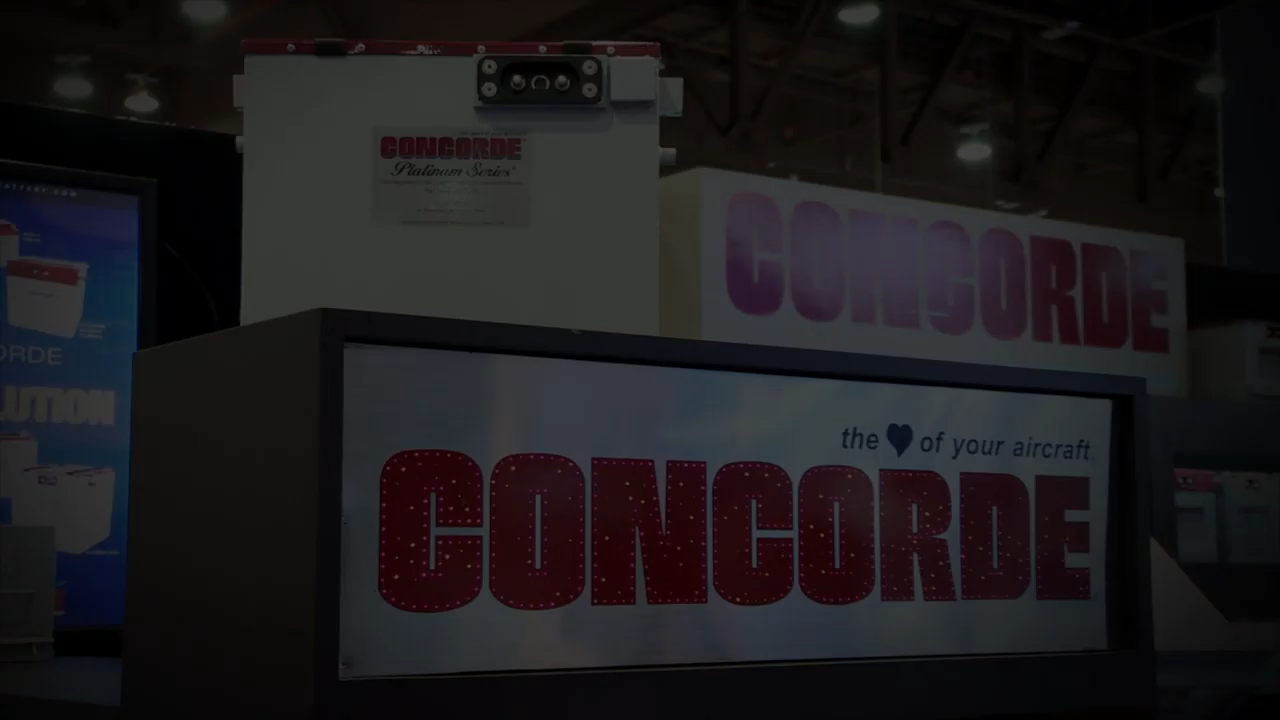 CONCORDE
Platinum Series
CONCORDE
ORDE
LUTION
the ♥ of your aircraft
CONCORDE